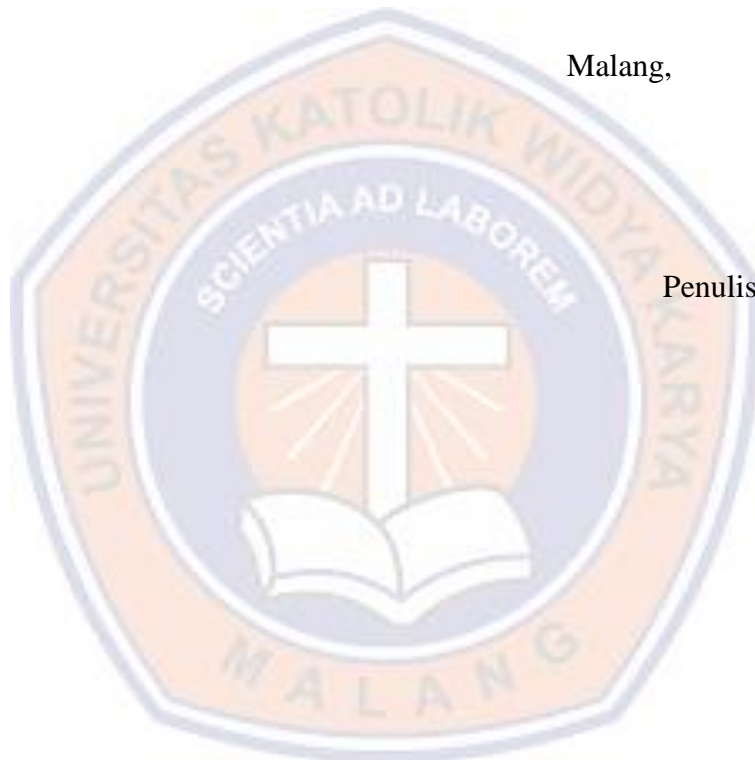 Malang,
Penulis
UNIVERSITAS KATOLIK WIDYA KARYA
SCIENTIA AD LABOREM
MALANG